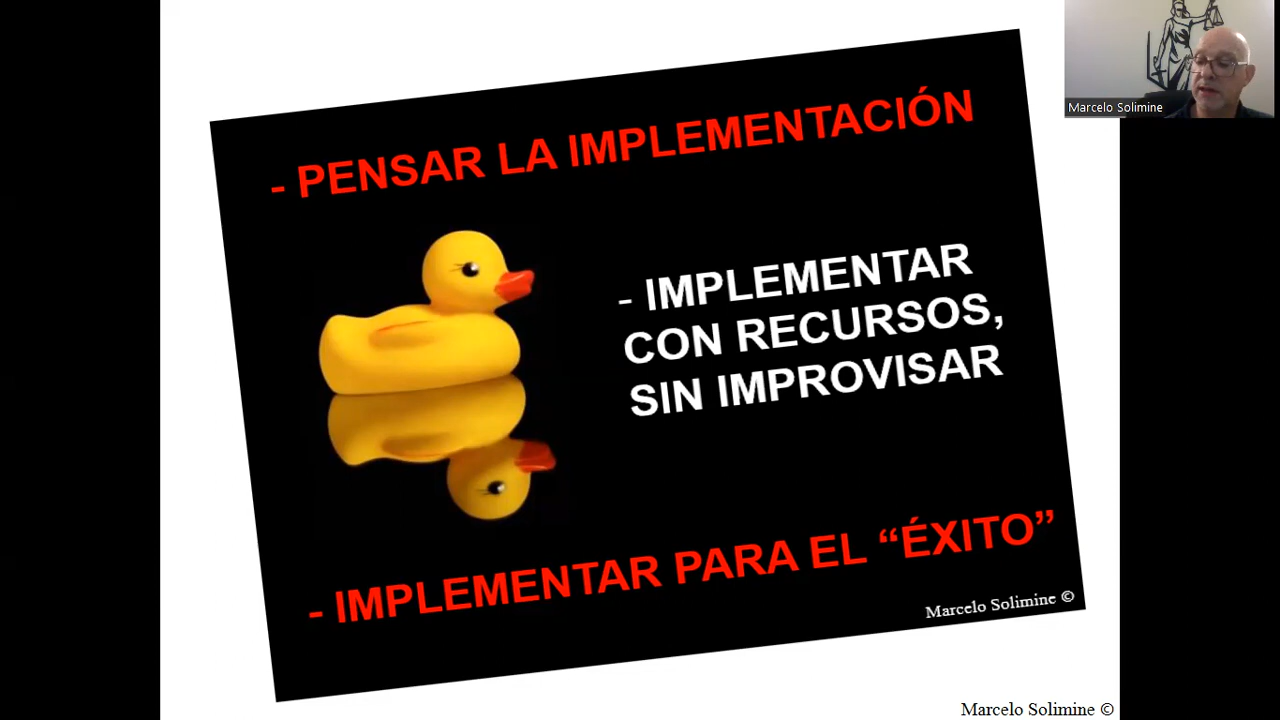 - PENSAR LA IMPLEMENTACIÓN
- IMPLEMENTAR
CON RECURSOS,
SIN IMPROVISAR
- IMPLEMENTAR PARA EL “ÉXITO”
Marcelo Solimine ©
Marcelo Solimine ©
Marcelo Solimine